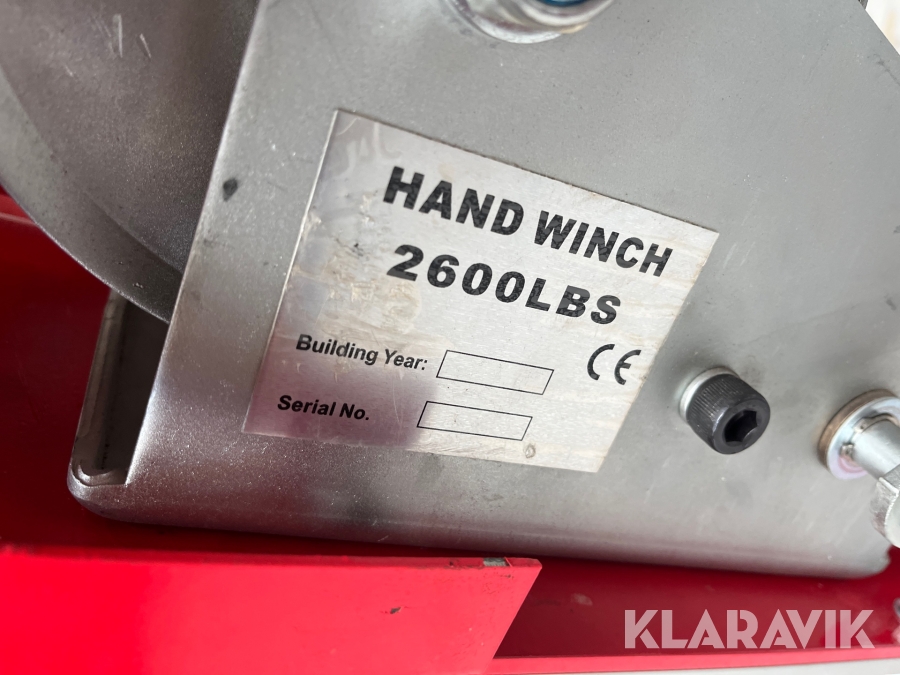 HAND WINCH
2600LBS
Building Year:
CE
Serial No.
KLARAVIK